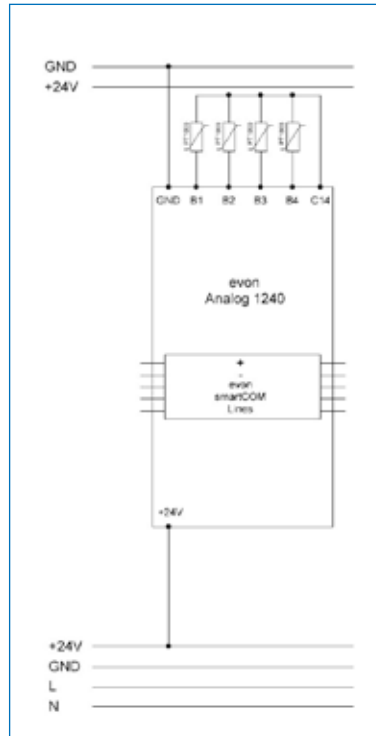 GND
+24V
GND B1 B2 B3 B4 C14
evon
Analog 1240
+
-
evon
smartCOM
Lines
+24V
+24V
GND
L
N